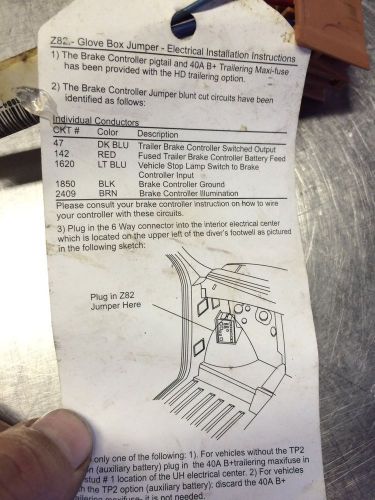 Z82 - Glove Box Jumper - Electrical Installation Instructions
1) The Brake Controller pigtail and 40A B+ Trailering Maxi-fuse
has been provided with the HD trailering option.
2) The Brake Controller Jumper blunt cut circuits have been
identified as follows:
Individual Conductors
CKT # Color Description
47 DK BLU Trailer Brake Controller Switched Output
142 RED Fused Trailer Brake Controller Battery Feed
1620 LT BLU Vehicle Stop Lamp Switch to Brake
Controller Input
1850 BLK Brake Controller Ground
2409 BRN Brake Controller Illumination
Please consult your brake controller instruction on how to wire
your controller with these circuits.
3) Plug in the 6 Way connector into the interior electrical center
which is located on the upper left of the diver's footwell as pictured
in the following sketch:
Plug in Z82
Jumper Here
only one of the following: 1). For vehicles without the TP2
(auxiliary battery) plug in the 40A B+trailering maxifuse in
stud # 1 location of the UH electrical center. 2) For vehicles
the TP2 option (auxiliary battery): discard the 40A B+
maxifuse- it is not needed.